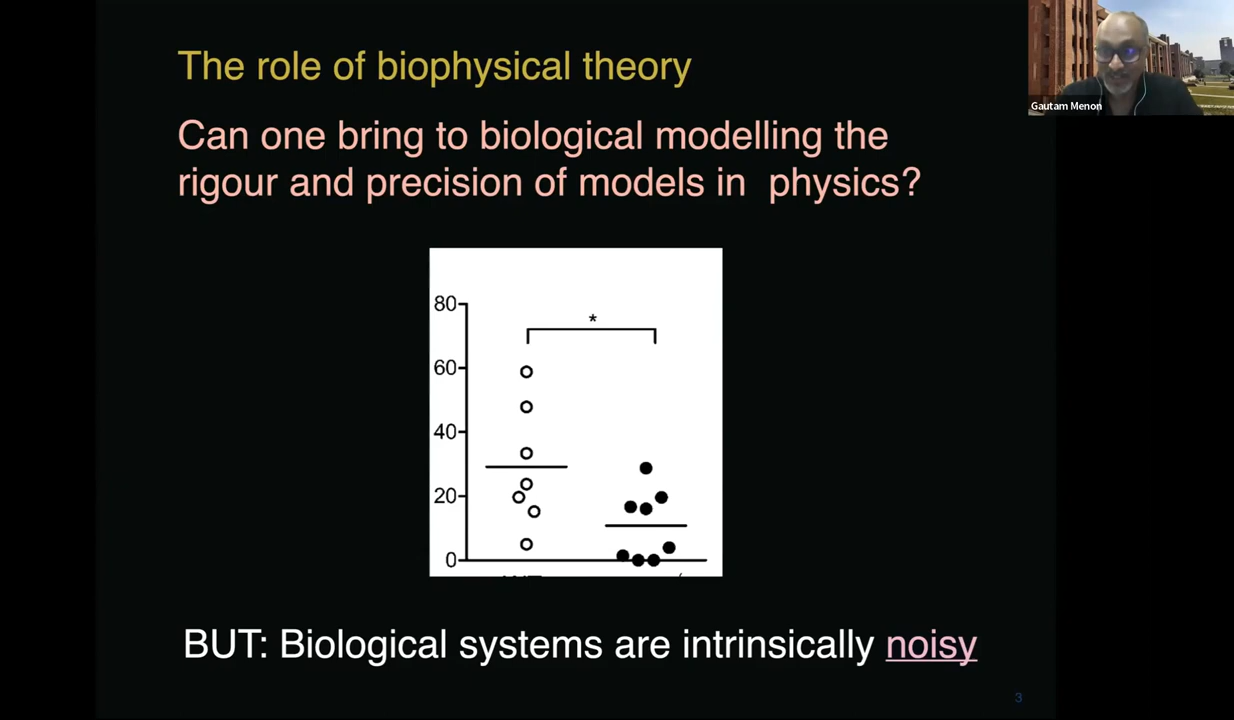 The role of biophysical theory
Gautam Menon
Can one bring to biological modelling the
rigour and precision of models in physics?
80
*
60
40
20
0
BUT: Biological systems are intrinsically noisy
3